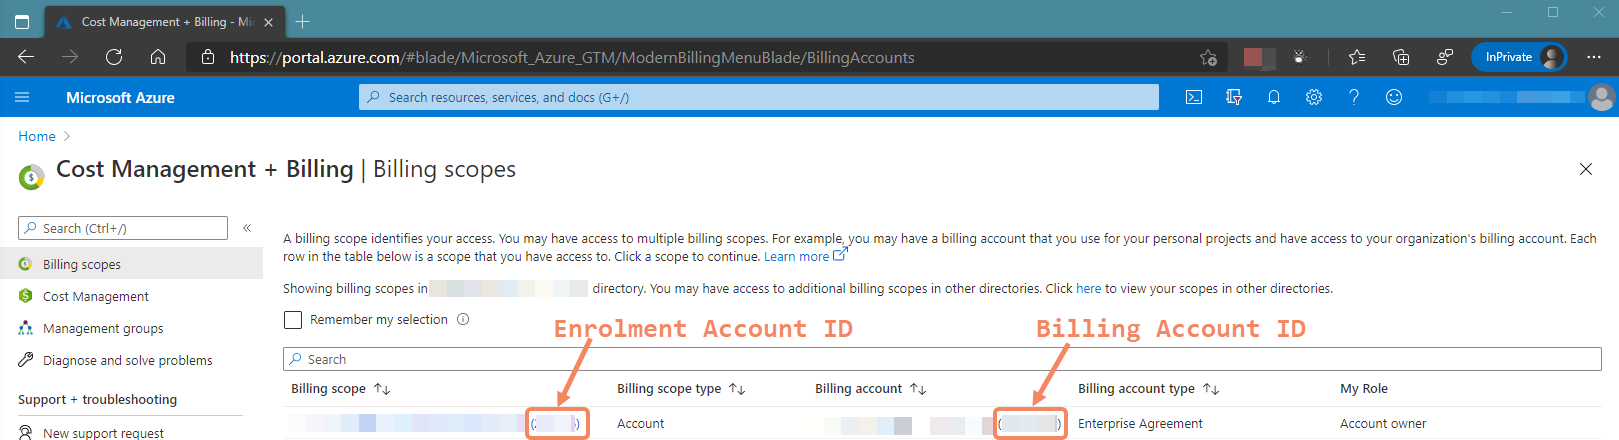 Cost Management + Billing - Mi
https://portal.azure.com/#blade/Microsoft_Azure_GTM/ModernBillingMenuBlade/BillingAccounts
InPrivate
Microsoft Azure
Search resources, services, and docs (G+/)
Home >
Cost Management + Billing | Billing scopes
Search (Ctrl+/)
«
Billing scopes
Cost Management
Management groups
Diagnose and solve problems
Support + troubleshooting
New support request
A billing scope identifies your access. You may have access to multiple billing scopes. For example, you may have a billing account that you use for your personal projects and have access to your organization's billing account. Each
row in the table below is a scope that you have access to. Click a scope to continue. Learn more
Showing billing scopes in directory. You may have access to additional billing scopes in other directories. Click here to view your scopes in other directories.
Remember my selection
Enrolment Account ID
Billing Account ID
Search
Billing scope ↑↓ Billing scope type ↑↓ Billing account ↑↓ Billing account type ↑↓ My Role
Account Enterprise Agreement Account owner